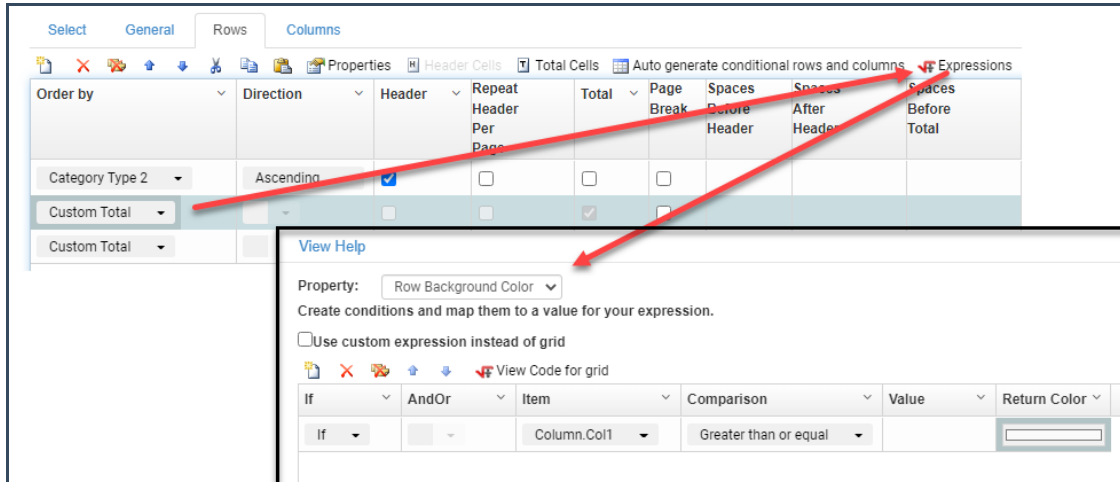 Select General Rows Columns
Properties H Header Cells T Total Cells Auto generate conditional rows and columns Expressions
Order by Direction Header Repeat Header Per Page Total Page Break Spaces Before Header Spaces After Header Spaces Before Total
Category Type 2 Ascending
Custom Total
Custom Total
View Help
Property: Row Background Color
Create conditions and map them to a value for your expression.
Use custom expression instead of grid
View Code for grid
If AndOr Item Comparison Value Return Color
If Column.Col1 Greater than or equal